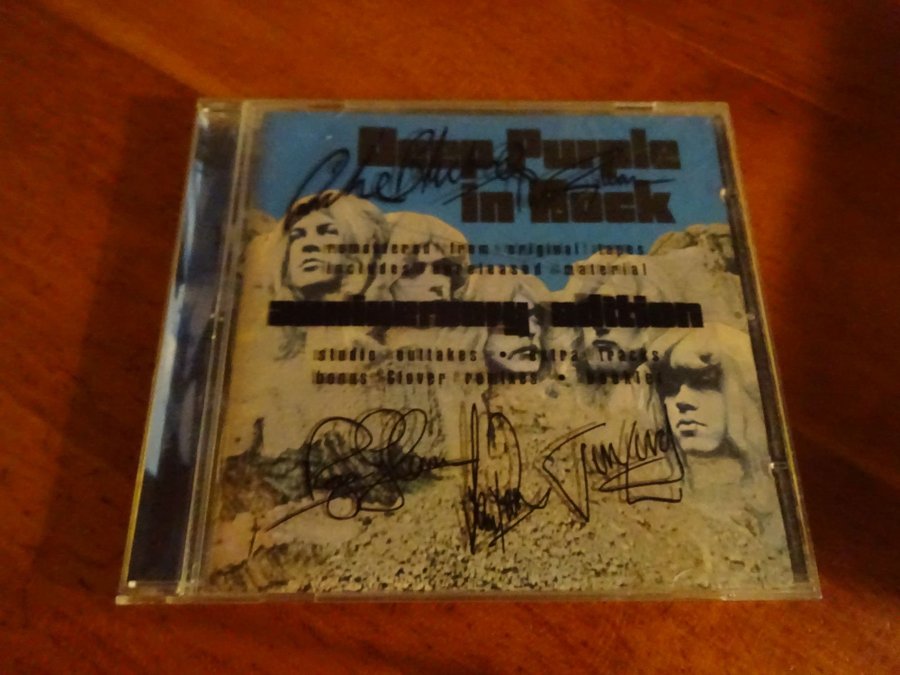 Deep Purple
in Rock
remastered from original tapes
includes unreleased material
anniversary edition
studio outtakes • extra tracks
bonus Glover remixes • booklet